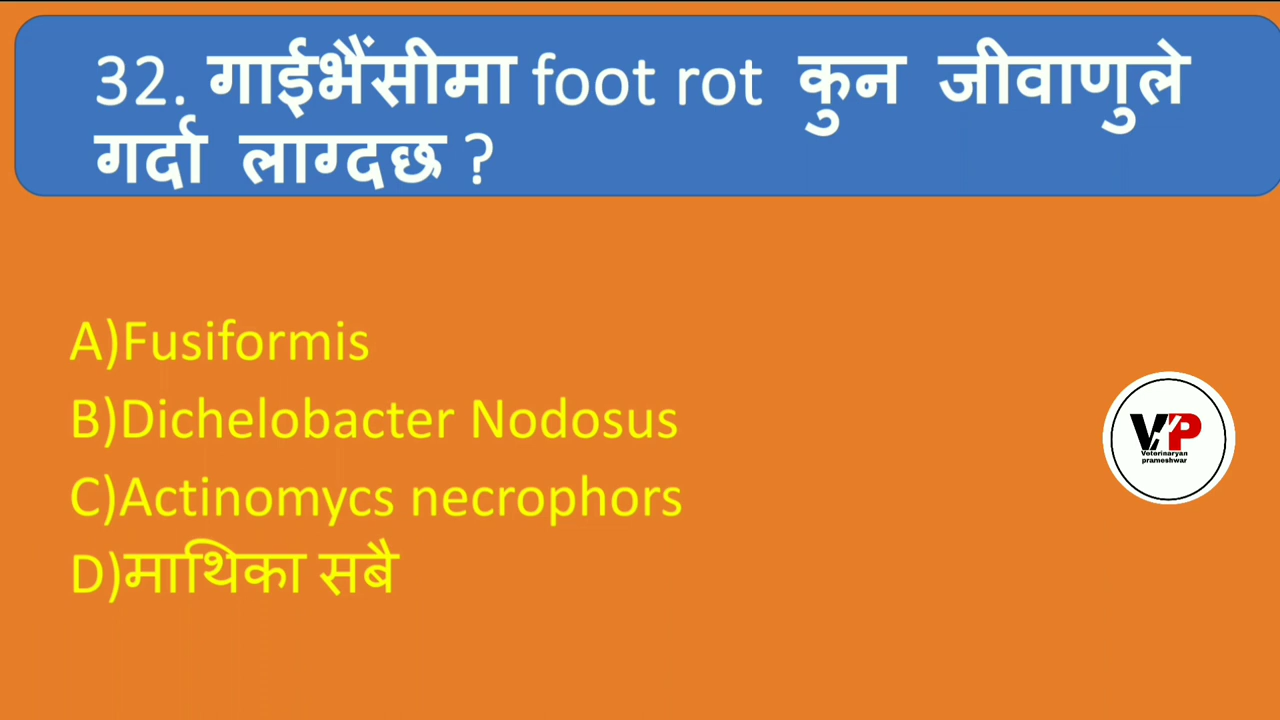 32. गाईभैंसीमा foot rot कुन जीवाणुले
गर्दा लाग्दछ ?
A)Fusiformis
B)Dichelobacter Nodosus
C)Actinomycs necrophors
D)माथिका सबै
VP
Veterinaryan
prameshwar